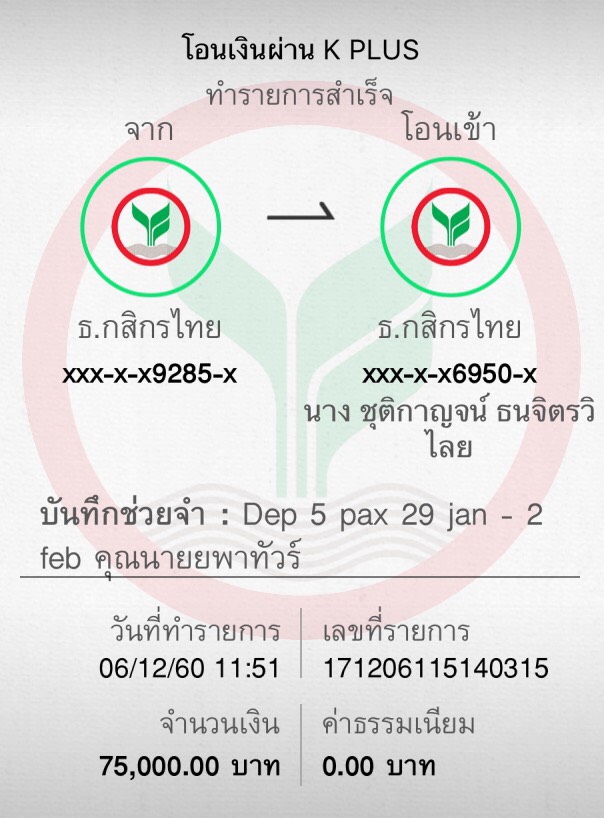 โอนเงินผ่าน K PLUS
ทำรายการสำเร็จ
จาก
โอนเข้า
ธ.กสิกรไทย
xxx-x-x9285-x
ธ.กสิกรไทย
xxx-x-x6950-x
นาง ชุติกาญจน์ ธนจิตรวิ
ไลย
บันทึกช่วยจำ : Dep 5 pax 29 jan - 2
feb คุณนายยพาทัวร์
วันที่ทำรายการ
06/12/60 11:51
เลขที่รายการ
171206115140315
จำนวนเงิน
75,000.00 บาท
ค่าธรรมเนียม
0.00 บาท